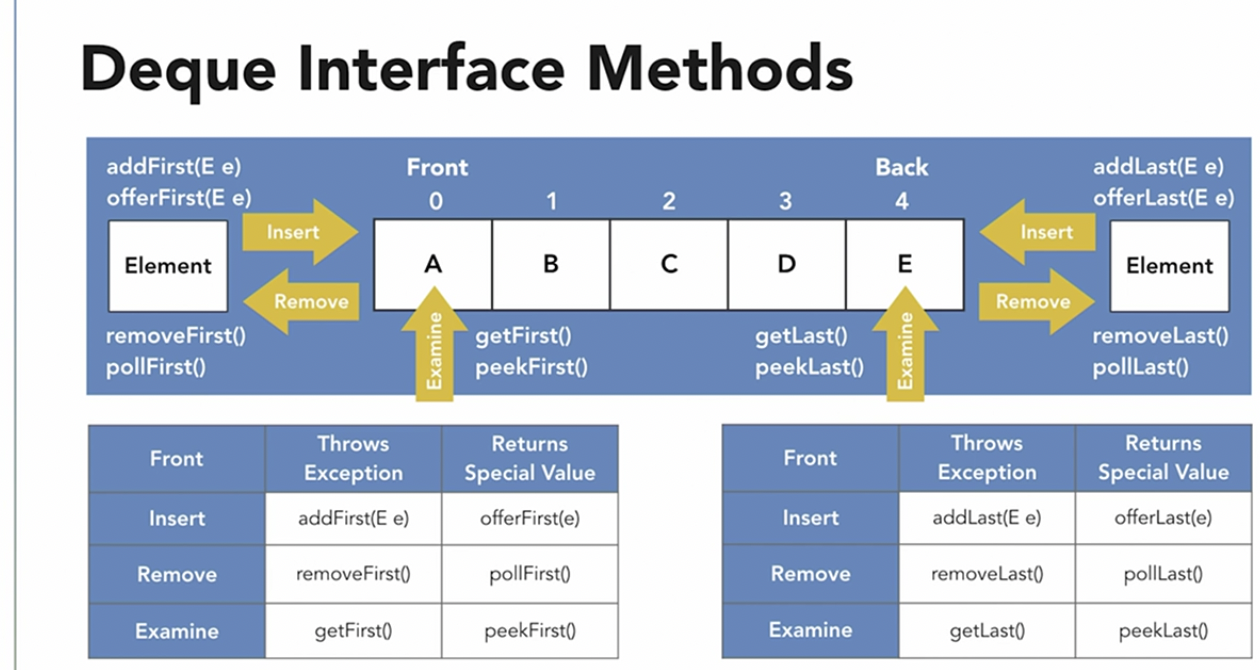 Deque Interface Methods
addFirst(E e)
offerFirst(E e)
Front
Back
addLast(E e)
offerLast(E e)
0 1 2 3 4
Element
Insert
Remove
A B C D E
Insert
Remove
Element
removeFirst()
pollFirst()
Examine
getFirst()
peekFirst()
getLast()
peekLast()
Examine
removeLast()
pollLast()
Front
Throws
Exception
Returns
Special Value
Insert
addFirst(E e)
offerFirst(e)
Remove
removeFirst()
pollFirst()
Examine
getFirst()
peekFirst()
Front
Throws
Exception
Returns
Special Value
Insert
addLast(E e)
offerLast(e)
Remove
removeLast()
pollLast()
Examine
getLast()
peekLast()